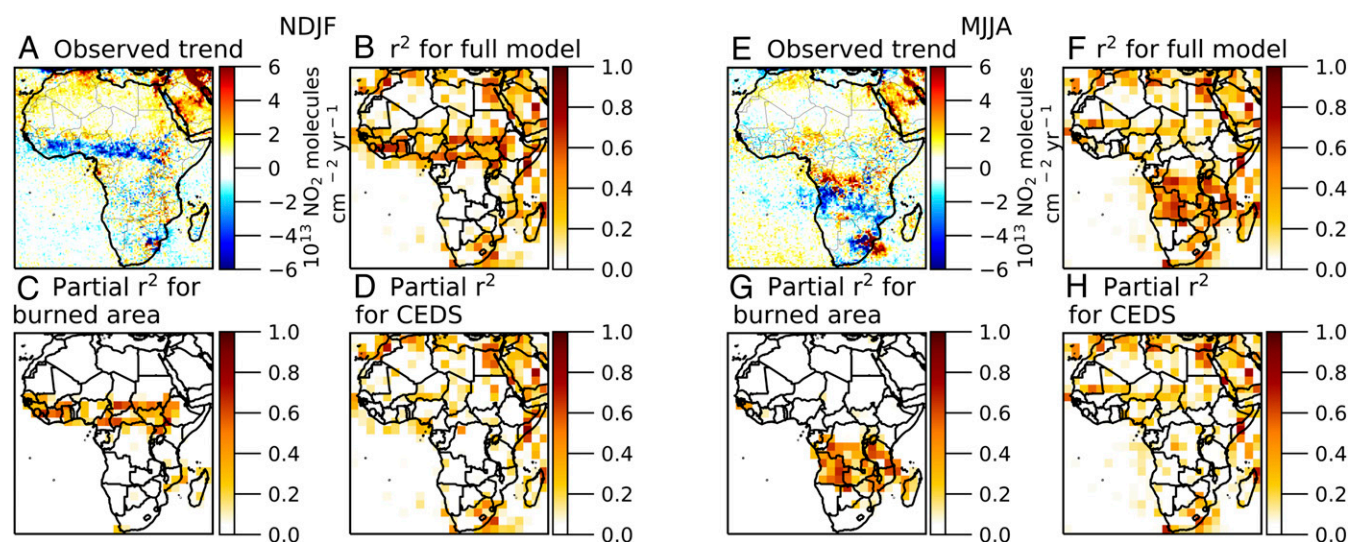 NDJF
A Observed trend
6
4
2
0
−2
−4
−6
10¹³ NO₂ molecules
cm⁻² yr⁻¹
B r² for full model
1.0
0.8
0.6
0.4
0.2
0.0
C Partial r² for
burned area
1.0
0.8
0.6
0.4
0.2
0.0
D Partial r²
for CEDS
1.0
0.8
0.6
0.4
0.2
0.0
MJJA
E Observed trend
6
4
2
0
−2
−4
−6
10¹³ NO₂ molecules
cm⁻² yr⁻¹
F r² for full model
1.0
0.8
0.6
0.4
0.2
0.0
G Partial r² for
burned area
1.0
0.8
0.6
0.4
0.2
0.0
H Partial r²
for CEDS
1.0
0.8
0.6
0.4
0.2
0.0